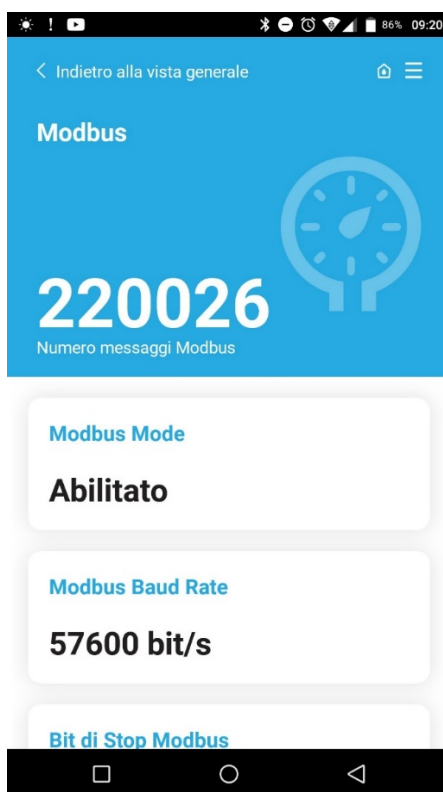 86% 09:20
Indietro alla vista generale
Modbus
220026
Numero messaggi Modbus
Modbus Mode
Abilitato
Modbus Baud Rate
57600 bit/s
Bit di Stop Modbus